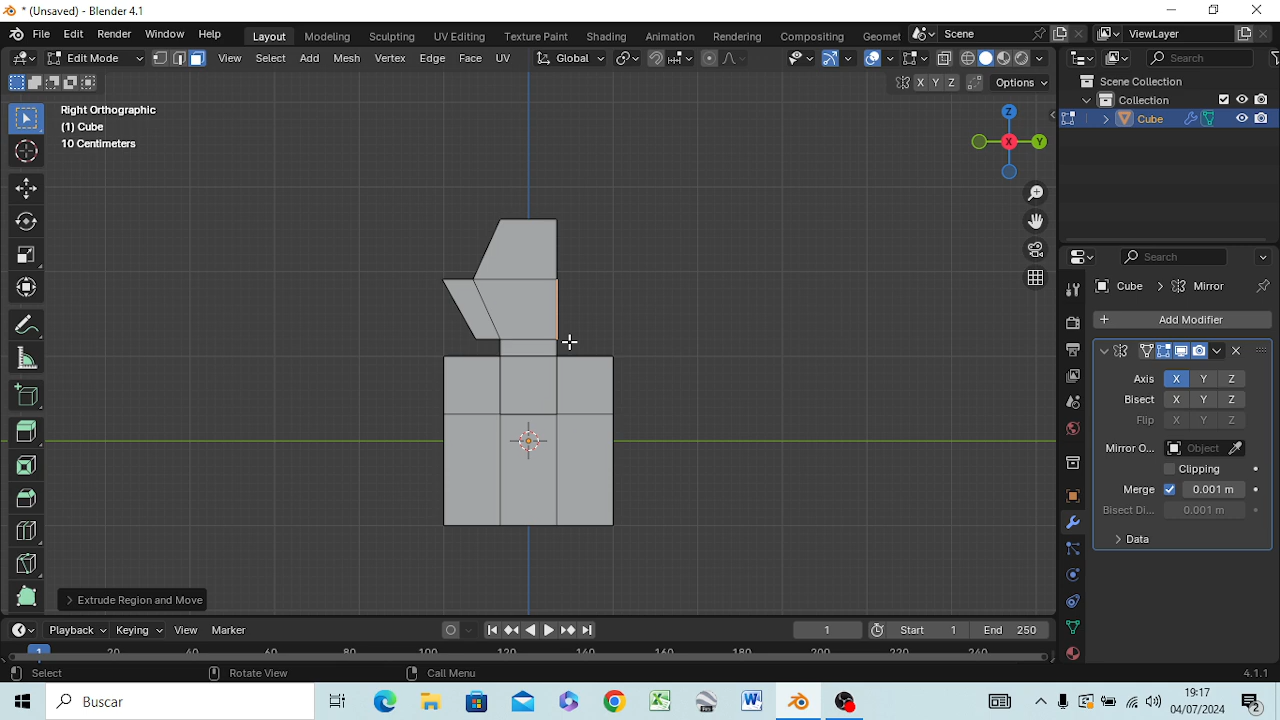 * (Unsaved) - Blender 4.1
File Edit Render Window Help Layout Modeling Sculpting UV Editing Texture Paint Shading Animation Rendering Compositing Scene ViewLayer
Edit Mode View Select Add Mesh Vertex Edge Face UV Global Search
X Y Z Options
Scene Collection
Collection
Cube
Right Orthographic
(1) Cube
10 Centimeters
Z
X Y
Search
Cube Mirror
Add Modifier
Axis X Y Z
Bisect X Y Z
Flip X Y Z
Mirror O... Object
Clipping
Merge 0.001 m
Bisect Di... 0.001 m
Data
Extrude Region and Move
Playback Keying View Marker 1 Start 1 End 250
1 20 40 60 80 100 120 140 160 180 200 220 240
Select Rotate View Call Menu 4.1.1
Buscar
19:17
04/07/2024
2